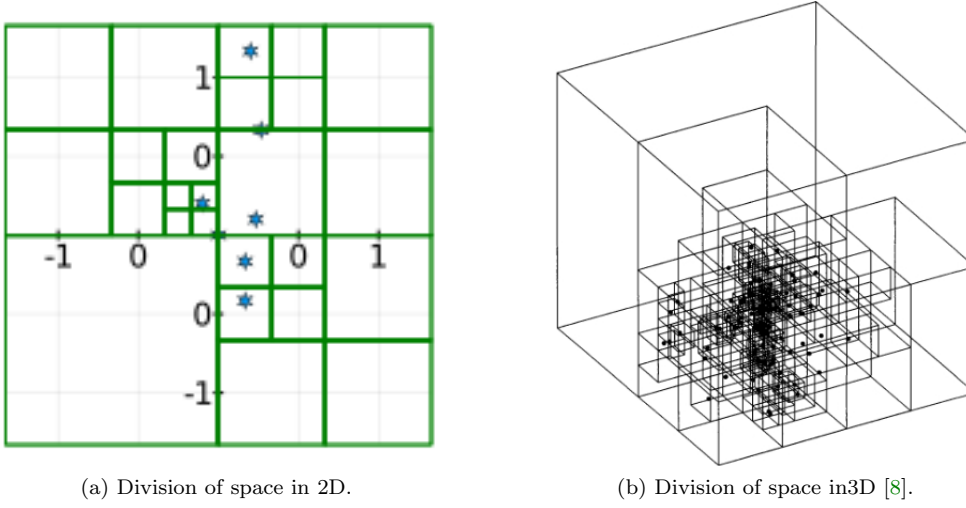 1
0
-1 0 0 1
0
-1
(a) Division of space in 2D.
(b) Division of space in3D [8].